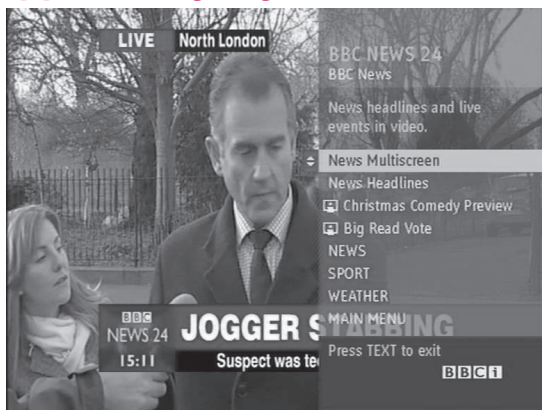 LIVE North London
BBC NEWS 24
BBC News
News headlines and live
events in video.
News Multiscreen
News Headlines
Christmas Comedy Preview
Big Read Vote
NEWS
SPORT
WEATHER
MAIN MENU
Press TEXT to exit
BBCi
BBC
NEWS 24
JOGGER STABBING
15:11 Suspect was